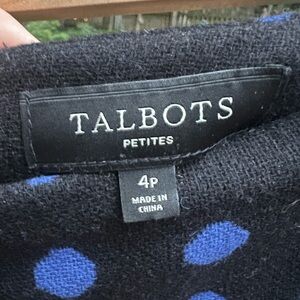 TALBOTS
PETITES
4P
MADE IN
CHINA